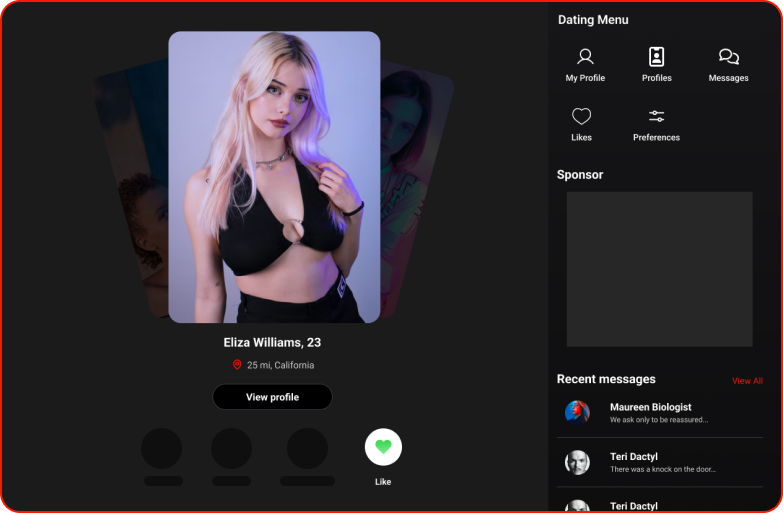 Dating Menu
My Profile
Profiles
Messages
Likes
Preferences
Sponsor
Eliza Williams, 23
25 mi, California
View profile
Like
Recent messages
View All
Maureen Biologist
We ask only to be reassured...
Teri Dactyl
There was a knock on the door...
Teri Dactyl